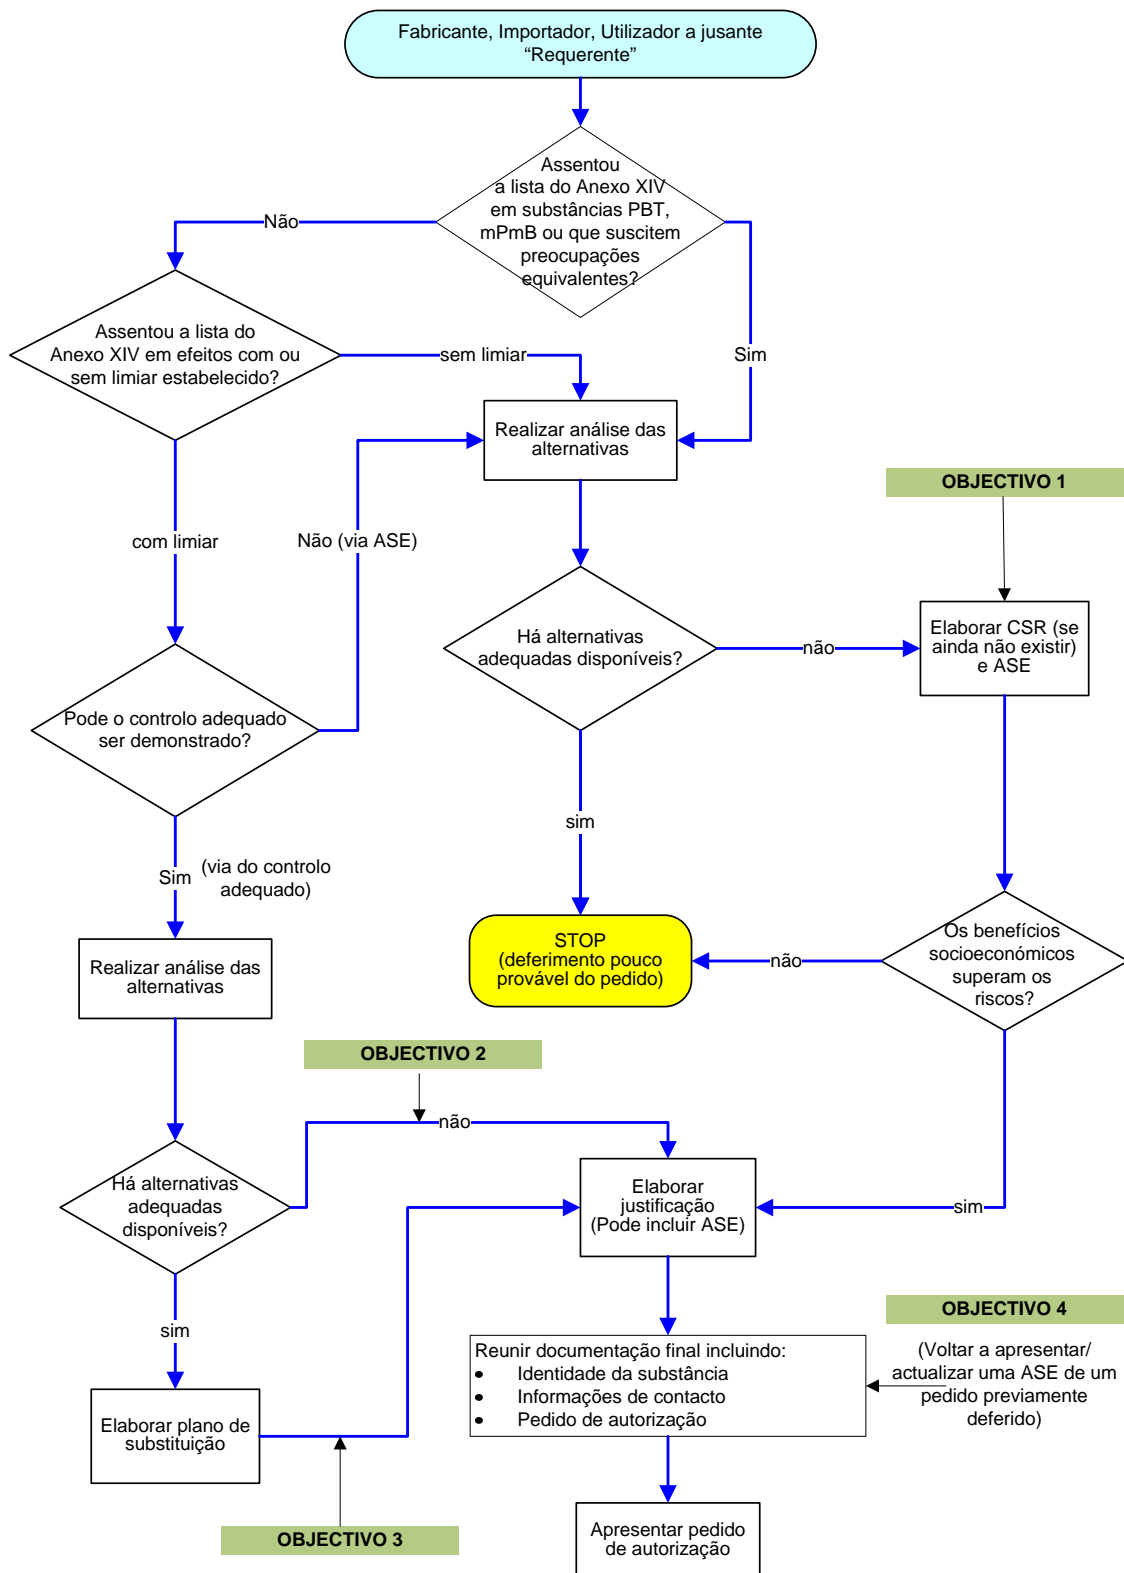 Fabricante, Importador, Utilizador a jusante
“Requerente”
Assentou
a lista do Anexo XIV
em substâncias PBT,
mPmB ou que suscitem
preocupações
equivalentes?
Não
Sim
Assentou a lista do
Anexo XIV em efeitos com ou
sem limiar estabelecido?
sem limiar
Realizar análise das
alternativas
OBJECTIVO 1
com limiar
Não (via ASE)
Há alternativas
adequadas disponíveis?
não
Elaborar CSR (se
ainda não existir)
e ASE
Pode o controlo adequado
ser demonstrado?
sim
Sim
(via do controlo
adequado)
Realizar análise das
alternativas
STOP
(deferimento pouco
provável do pedido)
não
Os benefícios
socioeconómicos
superam os
riscos?
OBJECTIVO 2
não
Há alternativas
adequadas
disponíveis?
Elaborar
justificação
(Pode incluir ASE)
sim
sim
OBJECTIVO 4
(Voltar a apresentar/
actualizar uma ASE de um
pedido previamente
deferido)
Reunir documentação final incluindo:
• Identidade da substância
• Informações de contacto
• Pedido de autorização
Elaborar plano de
substituição
OBJECTIVO 3
Apresentar pedido
de autorização